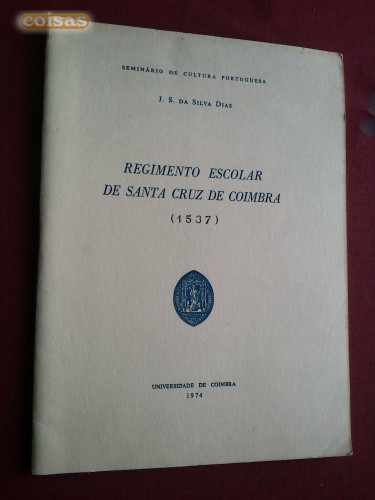 coisas
SEMINÁRIO DE CULTURA PORTUGUESA
J. S. DA SILVA DIAS
REGIMENTO ESCOLAR
DE SANTA CRUZ DE COIMBRA
(1537)
UNIVERSIDADE DE COIMBRA
1974